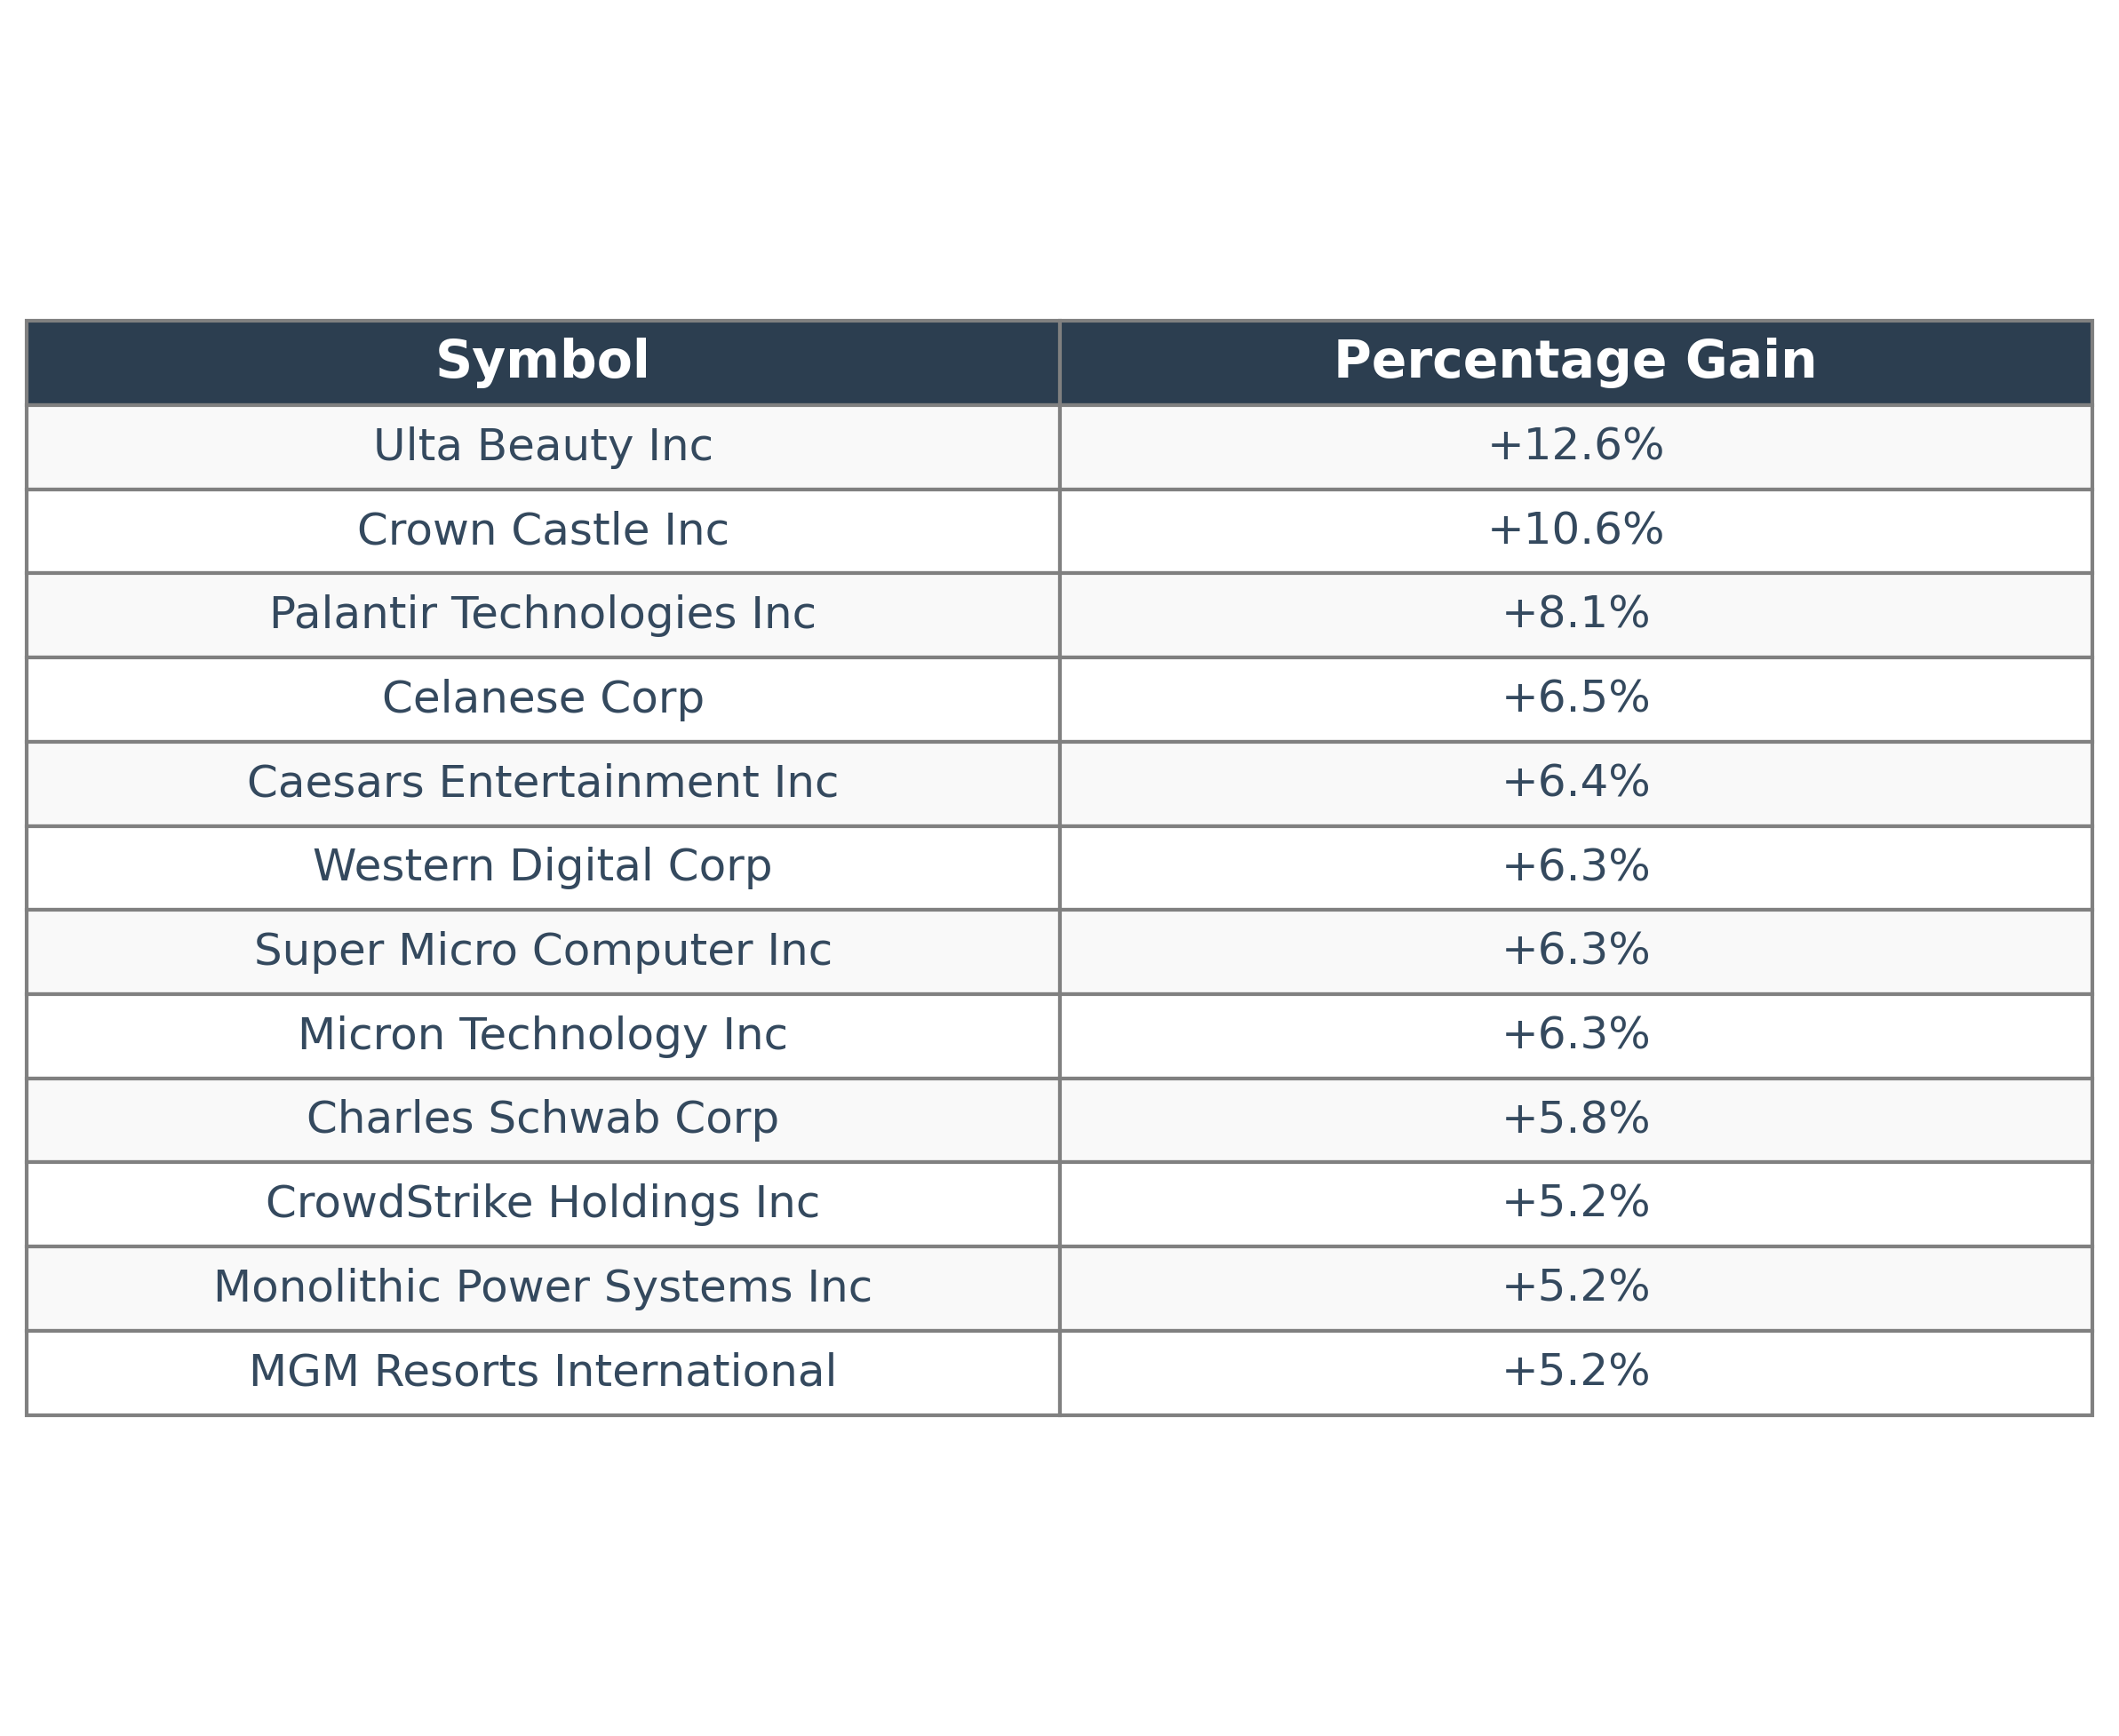 Symbol Percentage Gain
Ulta Beauty Inc +12.6%
Crown Castle Inc +10.6%
Palantir Technologies Inc +8.1%
Celanese Corp +6.5%
Caesars Entertainment Inc +6.4%
Western Digital Corp +6.3%
Super Micro Computer Inc +6.3%
Micron Technology Inc +6.3%
Charles Schwab Corp +5.8%
CrowdStrike Holdings Inc +5.2%
Monolithic Power Systems Inc +5.2%
MGM Resorts International +5.2%